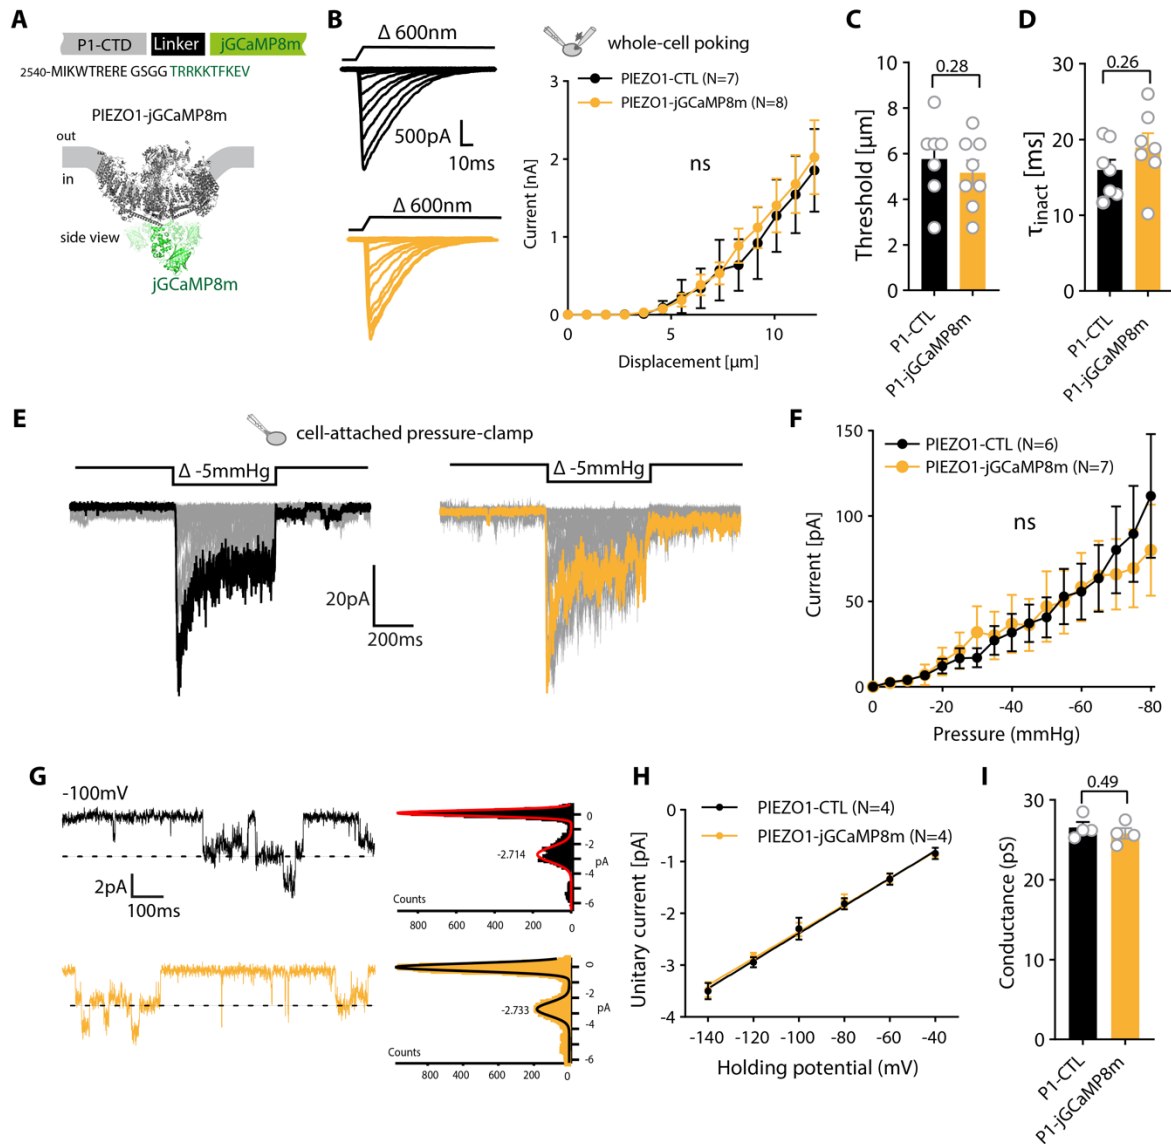 A
P1-CTD Linker jGCaMP8m
2540-MIKWTRERE GSGG TRRKKTFKEV
PIEZO1-jGCaMP8m
out
in
side view
jGCaMP8m
B
Δ 600nm
500pA
10ms
Δ 600nm
whole-cell poking
PIEZO1-CTL (N=7)
PIEZO1-jGCaMP8m (N=8)
ns
Current [nA]
3
2
1
0
0 5 10
Displacement [µm]
C
0.28
Threshold [µm]
10
8
6
4
2
0
P1-CTL
P1-jGCaMP8m
D
0.26
τinact [ms]
30
20
10
0
P1-CTL
P1-jGCaMP8m
E
cell-attached pressure-clamp
Δ -5mmHg
Δ -5mmHg
20pA
200ms
F
PIEZO1-CTL (N=6)
PIEZO1-jGCaMP8m (N=7)
ns
Current [pA]
150
100
50
0
0 -20 -40 -60 -80
Pressure (mmHg)
G
-100mV
2pA
100ms
-2.714
0
-2
pA
-4
-6
Counts
800 600 400 200 0
-2.733
0
-2
pA
-4
-6
Counts
800 600 400 200 0
H
PIEZO1-CTL (N=4)
PIEZO1-jGCaMP8m (N=4)
Unitary current [pA]
0
-1
-2
-3
-4
-140 -120 -100 -80 -60 -40
Holding potential (mV)
I
0.49
Conductance (pS)
30
20
10
0
P1-CTL
P1-jGCaMP8m